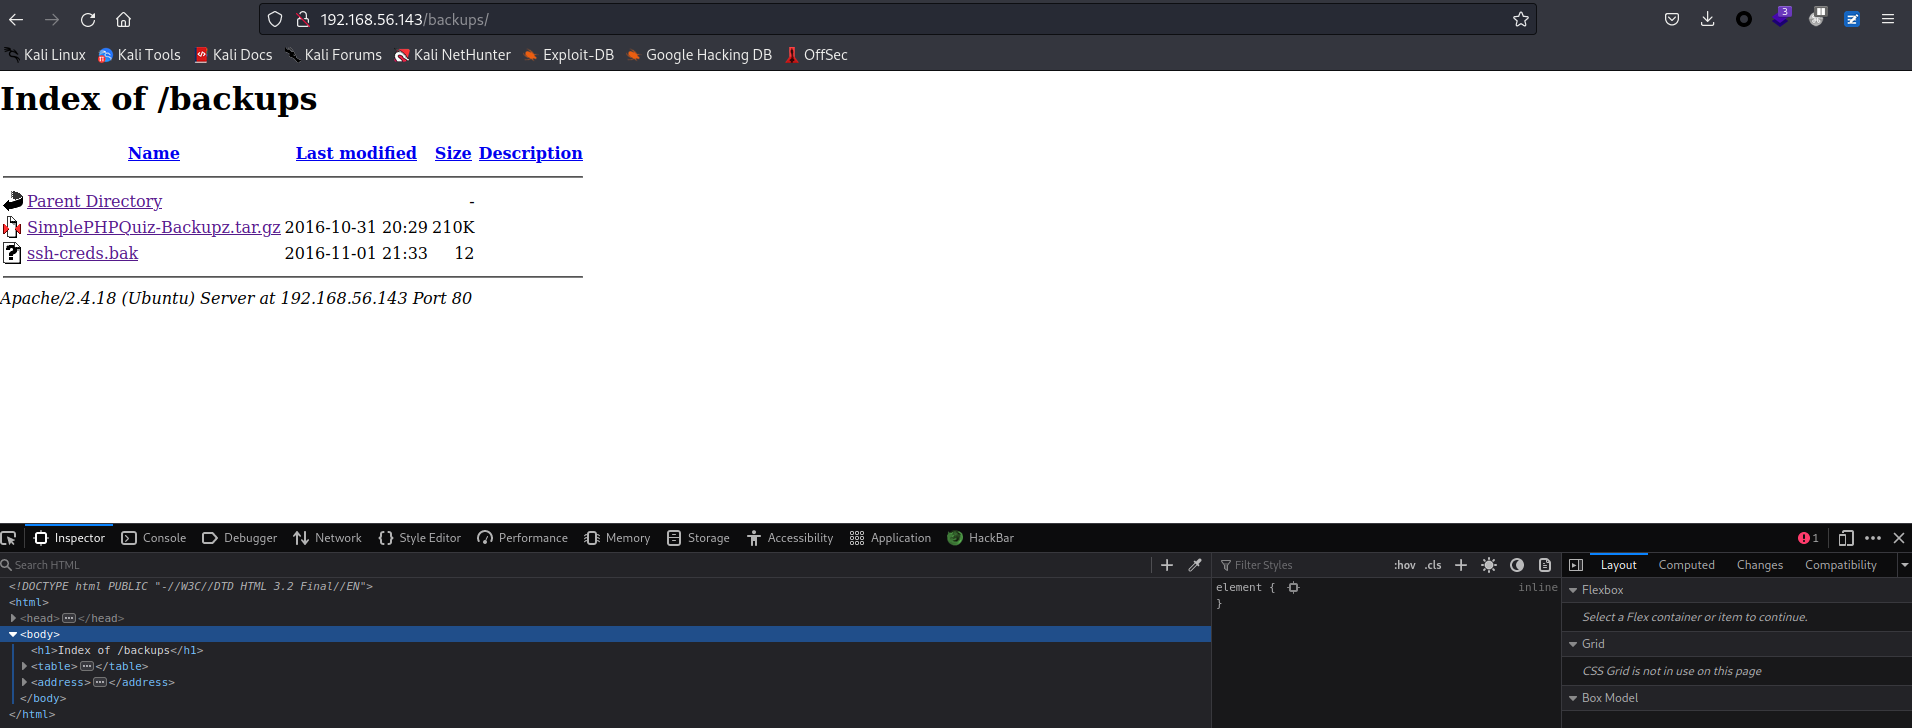 192.168.56.143/backups/
3
Kali Linux Kali Tools Kali Docs Kali Forums Kali NetHunter Exploit-DB Google Hacking DB OffSec
Index of /backups
Name Last modified Size Description
Parent Directory -
SimplePHPQuiz-Backupz.tar.gz 2016-10-31 20:29 210K
ssh-creds.bak 2016-11-01 21:33 12
Apache/2.4.18 (Ubuntu) Server at 192.168.56.143 Port 80
Inspector Console Debugger Network Style Editor Performance Memory Storage Accessibility Application HackBar 1
Search HTML Filter Styles :hov .cls Layout Computed Changes Compatibility
<!DOCTYPE html PUBLIC "-//W3C//DTD HTML 3.2 Final//EN">
<html>
<head></head>
<body>
<h1>Index of /backups</h1>
<table></table>
<address></address>
</body>
</html>
element { inline
}
Flexbox
Select a Flex container or item to continue.
Grid
CSS Grid is not in use on this page
Box Model